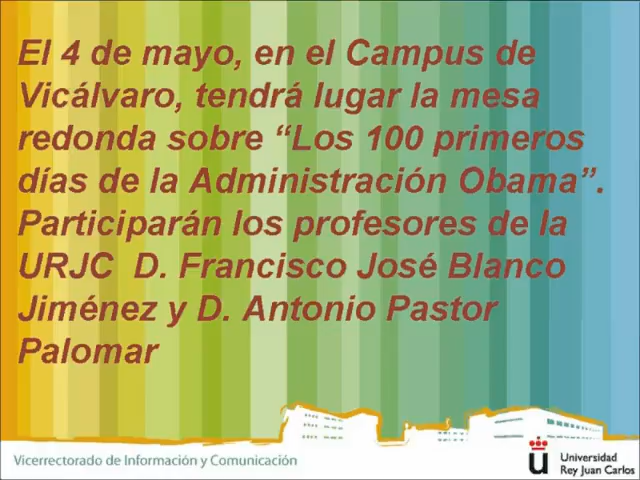 El 4 de mayo, en el Campus de
Vicálvaro, tendrá lugar la mesa
redonda sobre “Los 100 primeros
días de la Administración Obama”.
Participarán los profesores de la
URJC D. Francisco José Blanco
Jiménez y D. Antonio Pastor
Palomar
Vicerrectorado de Información y Comunicación
Universidad
Rey Juan Carlos